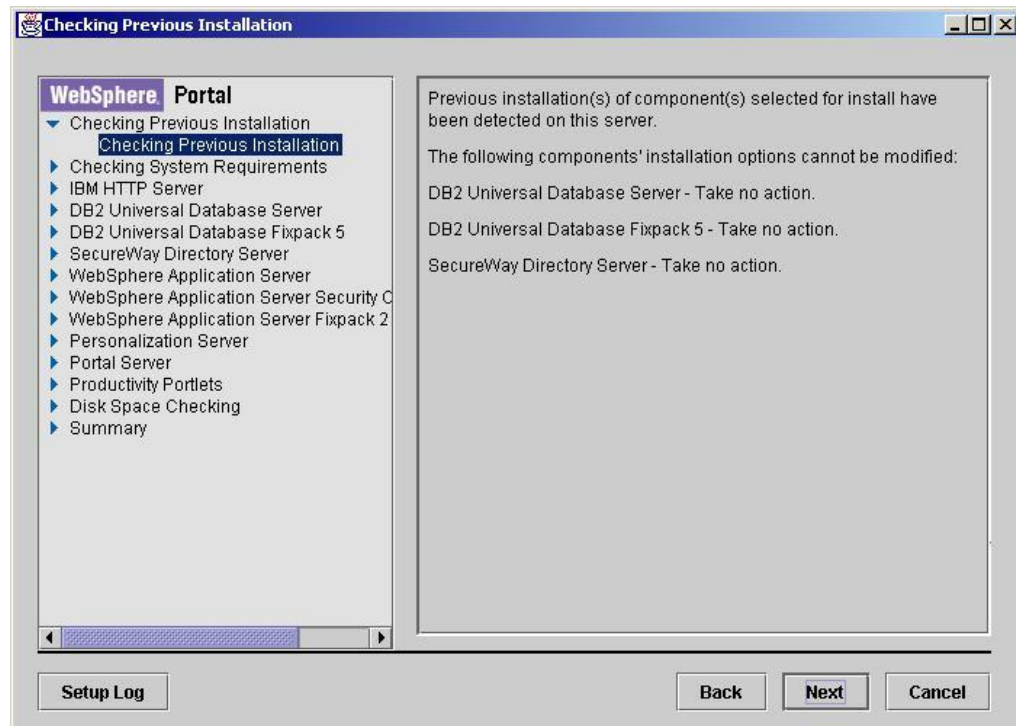 Checking Previous Installation
WebSphere Portal
Checking Previous Installation
Checking Previous Installation
Checking System Requirements
IBM HTTP Server
DB2 Universal Database Server
DB2 Universal Database Fixpack 5
SecureWay Directory Server
WebSphere Application Server
WebSphere Application Server Security C
WebSphere Application Server Fixpack 2
Personalization Server
Portal Server
Productivity Portlets
Disk Space Checking
Summary
Previous installation(s) of component(s) selected for install have
been detected on this server.
The following components' installation options cannot be modified:
DB2 Universal Database Server - Take no action.
DB2 Universal Database Fixpack 5 - Take no action.
SecureWay Directory Server - Take no action.
Setup Log
Back
Next
Cancel